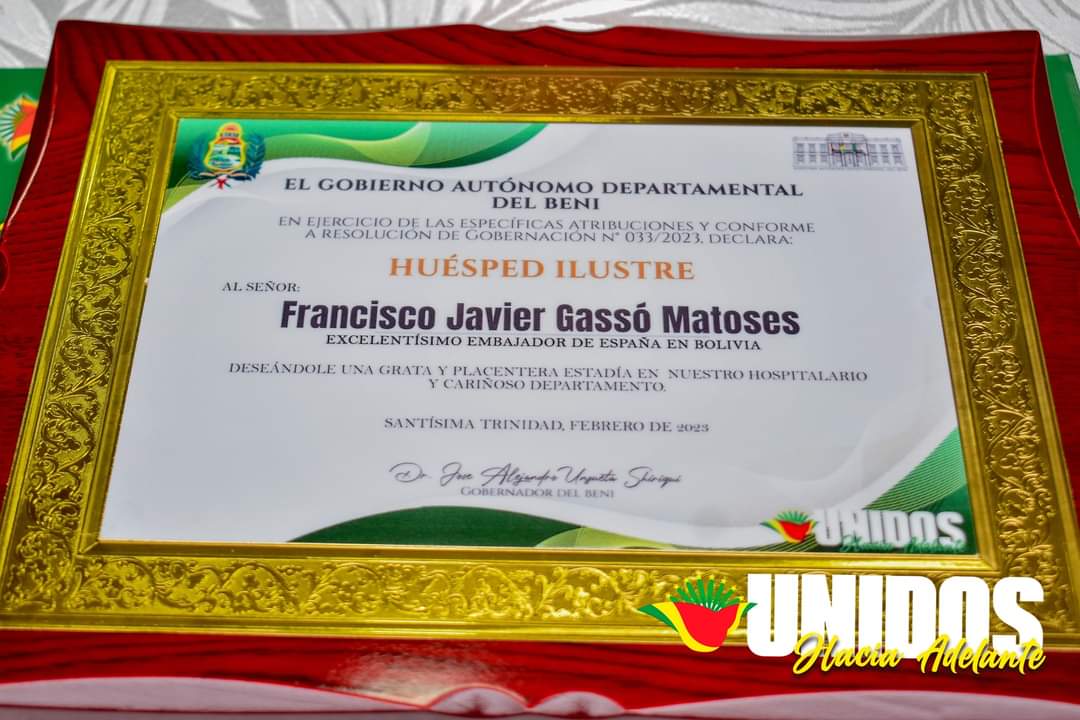 EL GOBIERNO AUTÓNOMO DEPARTAMENTAL
DEL BENI
EN EJERCICIO DE LAS ESPECÍFICAS ATRIBUCIONES Y CONFORME
A RESOLUCIÓN DE GOBERNACIÓN N° 033/2023, DECLARA:
HUÉSPED ILUSTRE
AL SEÑOR:
Francisco Javier Gassó Matoses
EXCELENTÍSIMO EMBAJADOR DE ESPAÑA EN BOLIVIA
DESEÁNDOLE UNA GRATA Y PLACENTERA ESTADÍA EN NUESTRO HOSPITALARIO
Y CARIÑOSO DEPARTAMENTO.
SANTÍSIMA TRINIDAD, FEBRERO DE 2023
Dr. Jose Alejandro Unzueta Shiriqui
GOBERNADOR DEL BENI
UNIDOS
Hacia Adelante
UNIDOS
Hacia Adelante